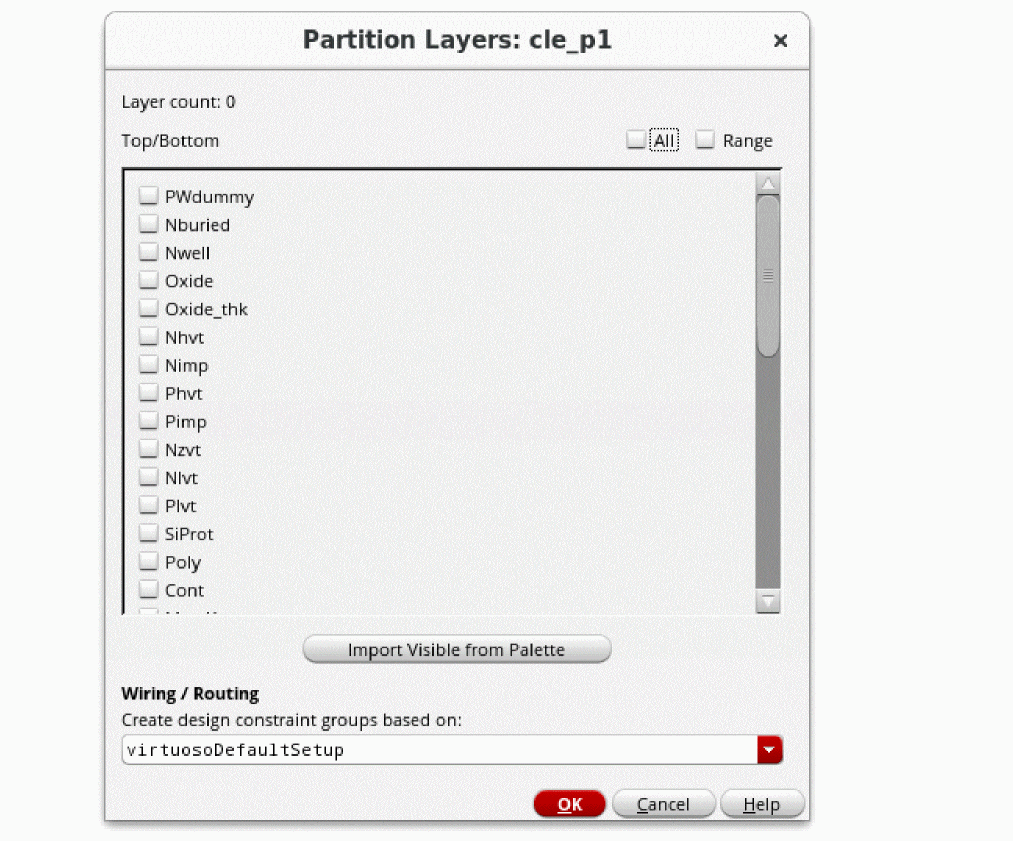 Partition Layers: cle_p1
Layer count: 0
Top/Bottom All Range
PWdummy
Nburied
Nwell
Oxide
Oxide_thk
Nhvt
Nimp
Phvt
Pimp
Nzvt
Nlvt
Plvt
SiProt
Poly
Cont
Import Visible from Palette
Wiring / Routing
Create design constraint groups based on:
virtuosoDefaultSetup
OK Cancel Help